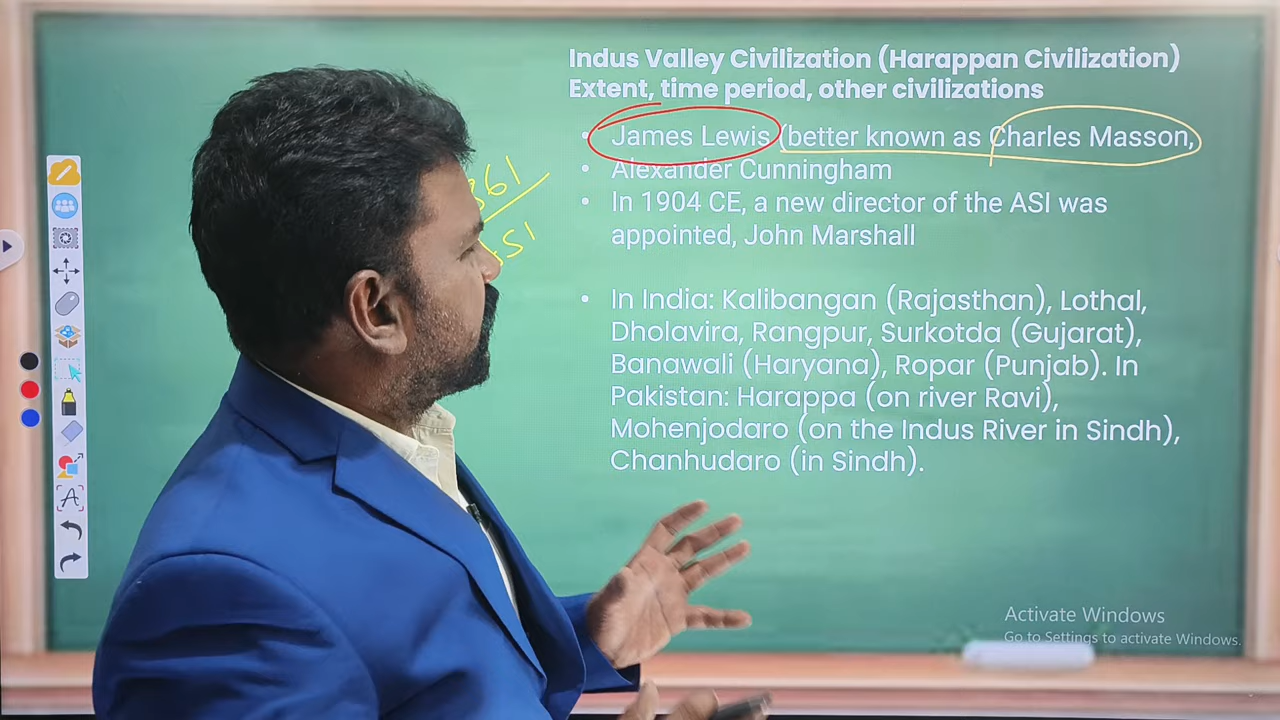 Indus Valley Civilization (Harappan Civilization)
Extent, time period, other civilizations
• James Lewis (better known as Charles Masson,
• Alexander Cunningham
• In 1904 CE, a new director of the ASI was
appointed, John Marshall
• In India: Kalibangan (Rajasthan), Lothal,
Dholavira, Rangpur, Surkotda (Gujarat),
Banawali (Haryana), Ropar (Punjab). In
Pakistan: Harappa (on river Ravi),
Mohenjodaro (on the Indus River in Sindh),
Chanhudaro (in Sindh).
Activate Windows
Go to Settings to activate Windows.